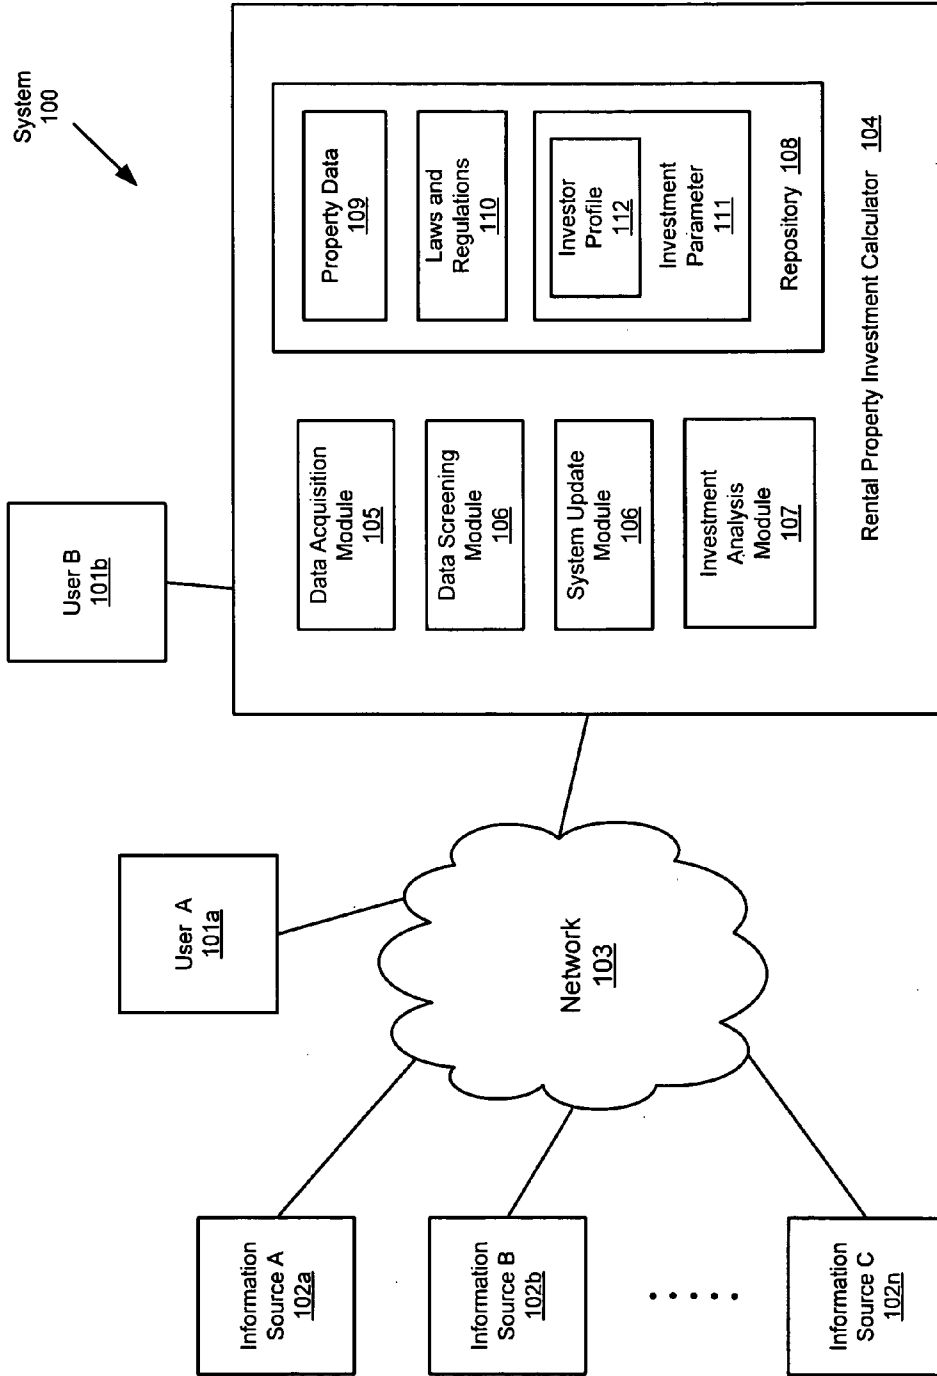 System
100
User B
101b
User A
101a
Information
Source A
102a
Information
Source B
102b
Information
Source C
102n
Network
103
Data Acquisition
Module
105
Data Screening
Module
106
System Update
Module
106
Investment
Analysis
Module
107
Property Data
109
Laws and
Regulations
110
Investor
Profile
112
Investment
Parameter
111
Repository 108
Rental Property Investment Calculator 104